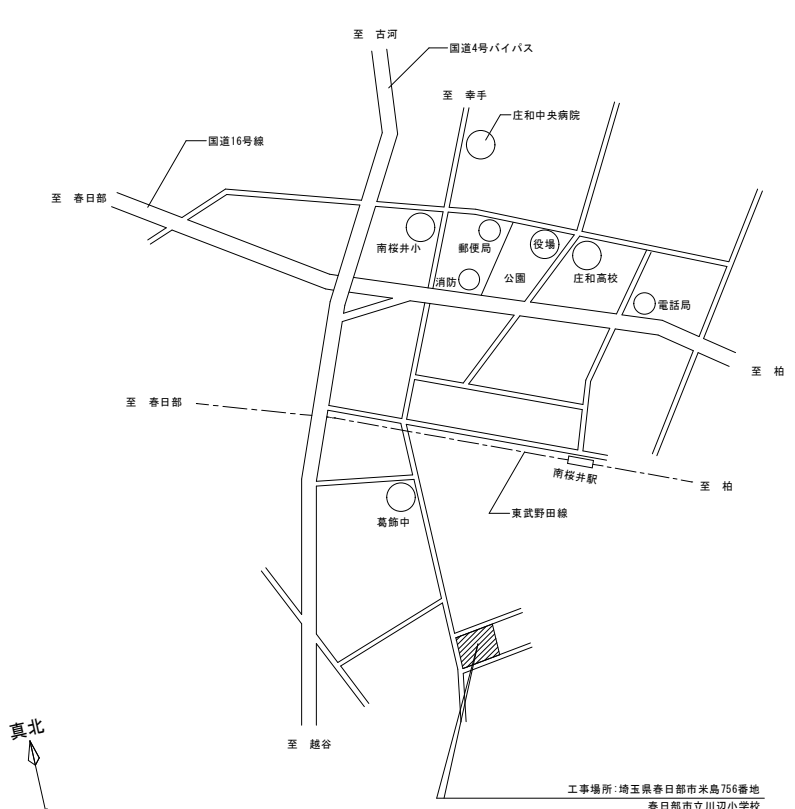 至　古河
国道4号バイパス
至　幸手
庄和中央病院
国道16号線
至　春日部
南桜井小
郵便局
役場
消防
公園
庄和高校
電話局
至　柏
至　春日部
南桜井駅
至　柏
東武野田線
葛飾中
真北
至　越谷
工事場所:埼玉県春日部市米島756番地
春日部市立川辺小学校